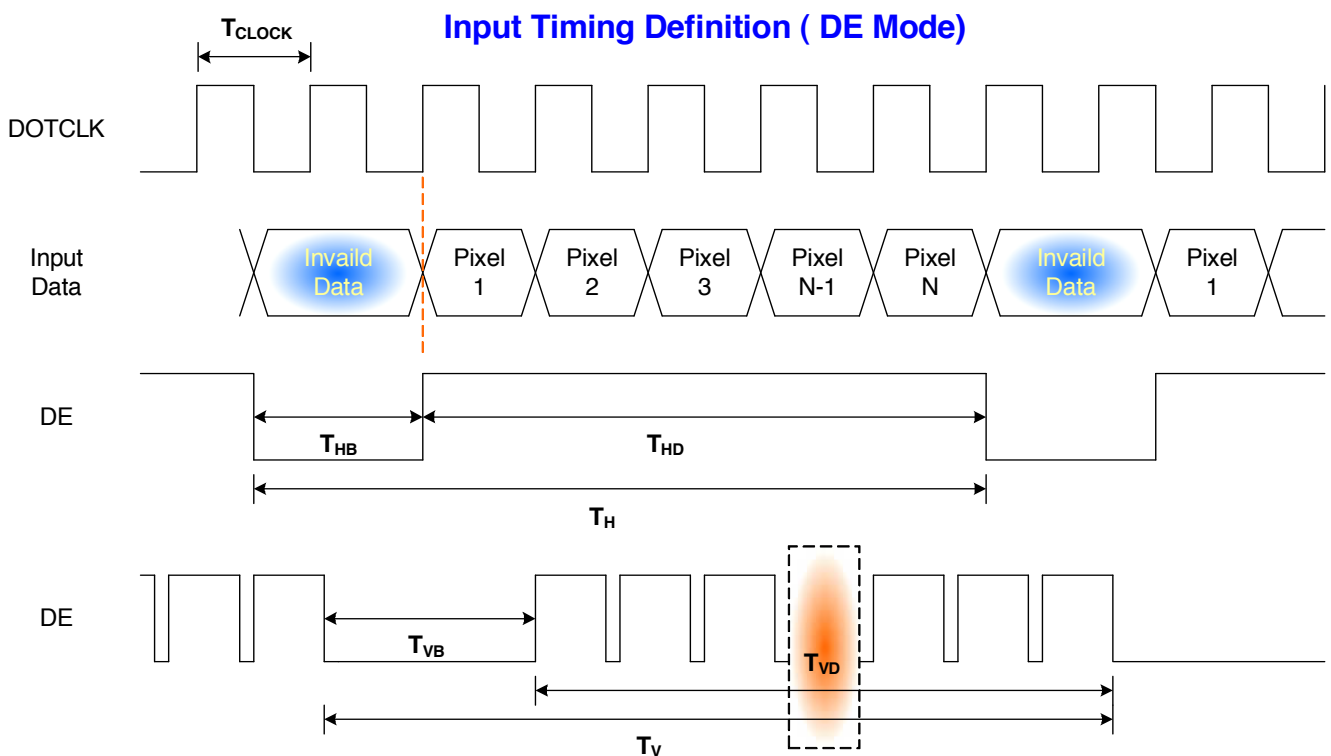 Input Timing Definition ( DE Mode)
TCLOCK
DOTCLK
Input
Data
Invaild
Data
Pixel
1
Pixel
2
Pixel
3
Pixel
N-1
Pixel
N
Invaild
Data
Pixel
1
DE
THB
THD
TH
DE
TVB
TVD
TV